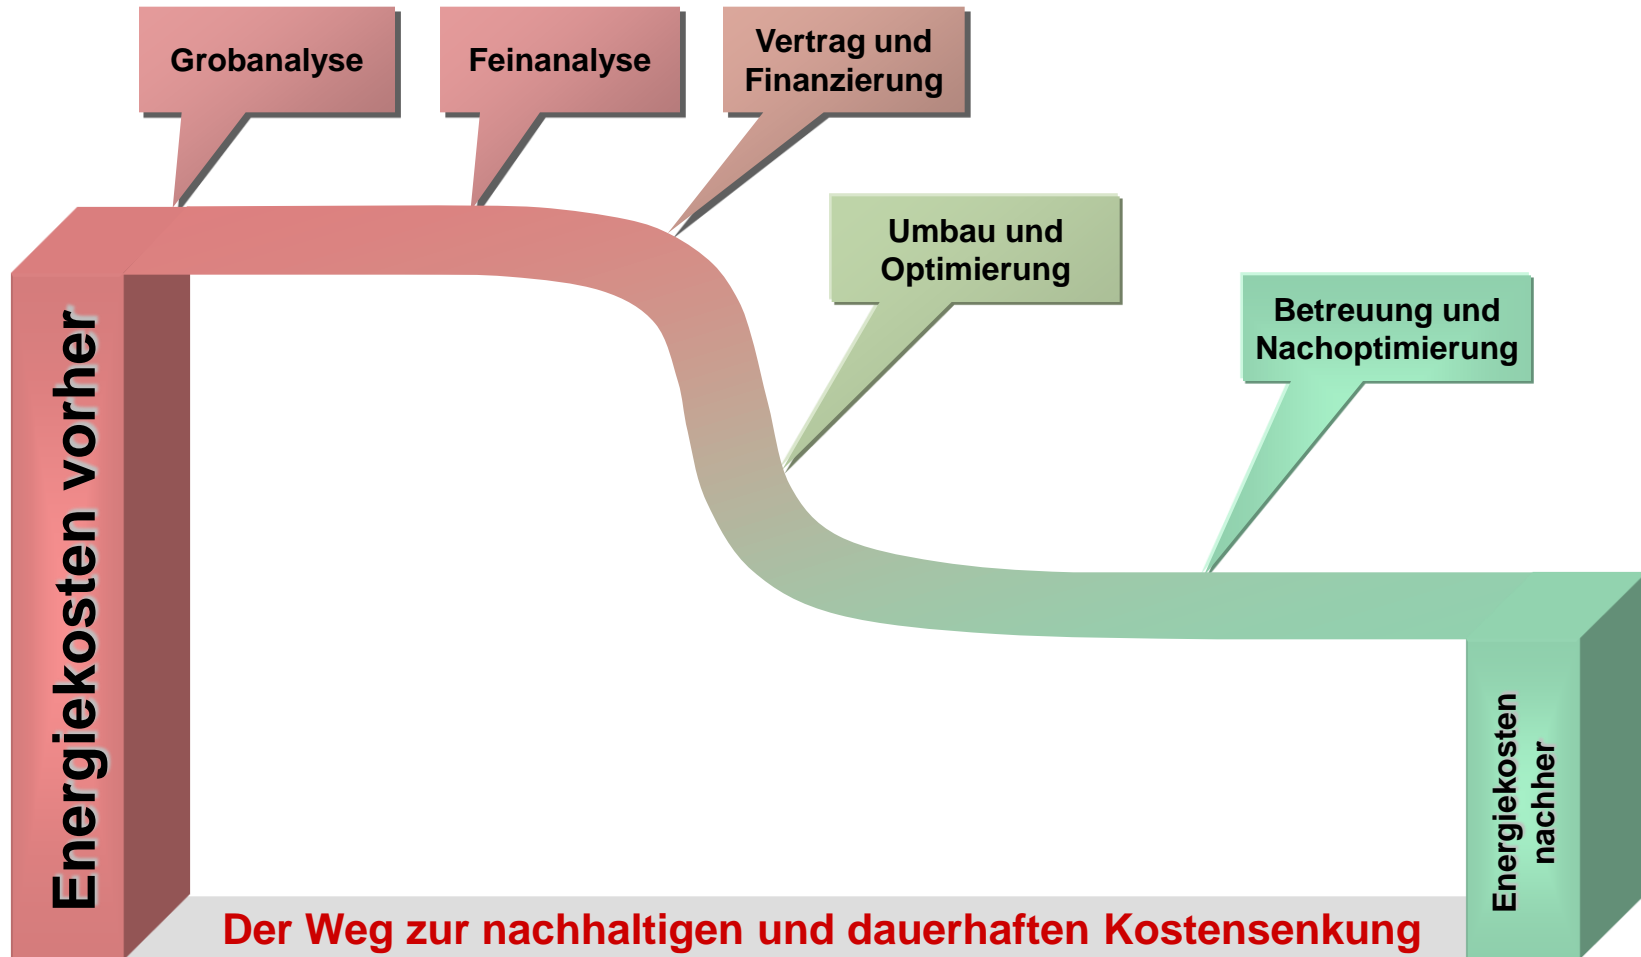 Grobanalyse
Feinanalyse
Vertrag und
Finanzierung
Umbau und
Optimierung
Betreuung und
Nachoptimierung
Energiekosten vorher
Energiekosten
nachher
Der Weg zur nachhaltigen und dauerhaften Kostensenkung